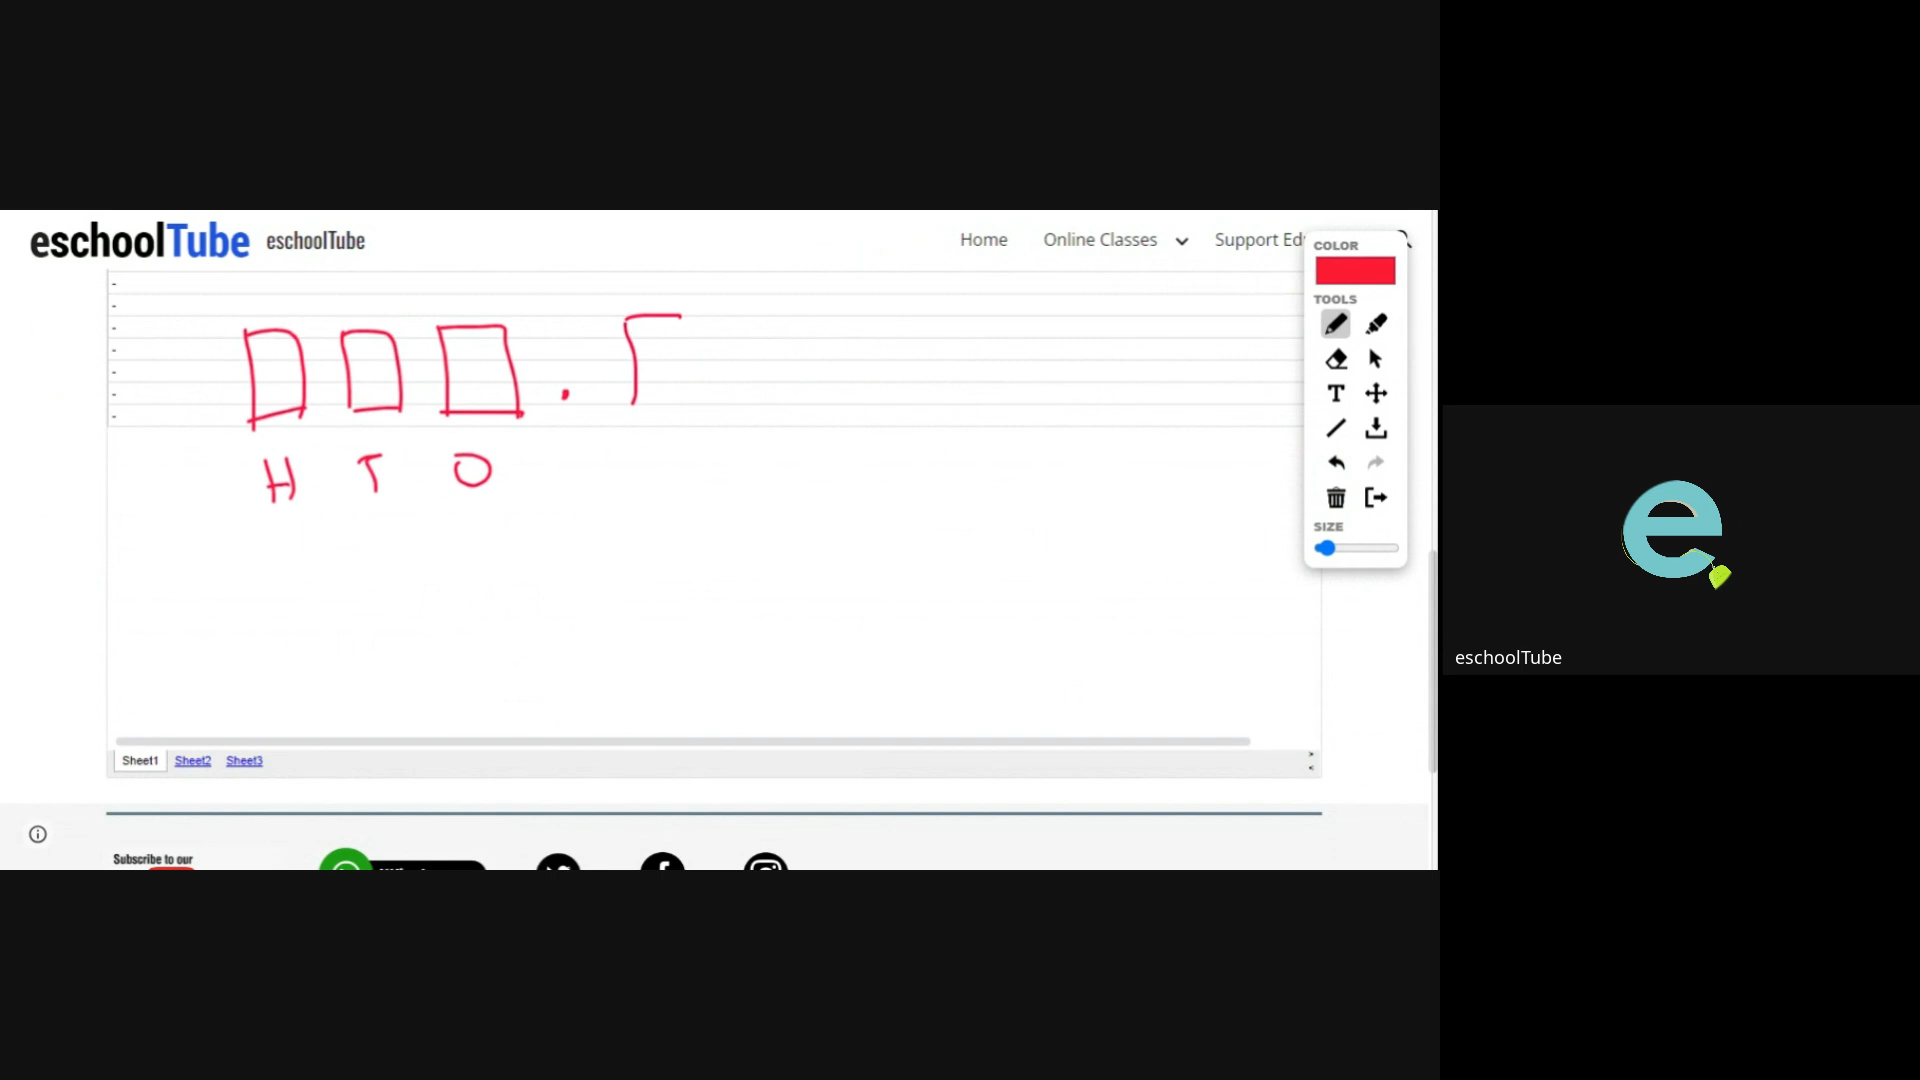 eschoolTube eschoolTube Home Online Classes Support Ed
COLOR
TOOLS
.
H T O
T
SIZE
Sheet1 Sheet2 Sheet3
Subscribe to our
eschoolTube